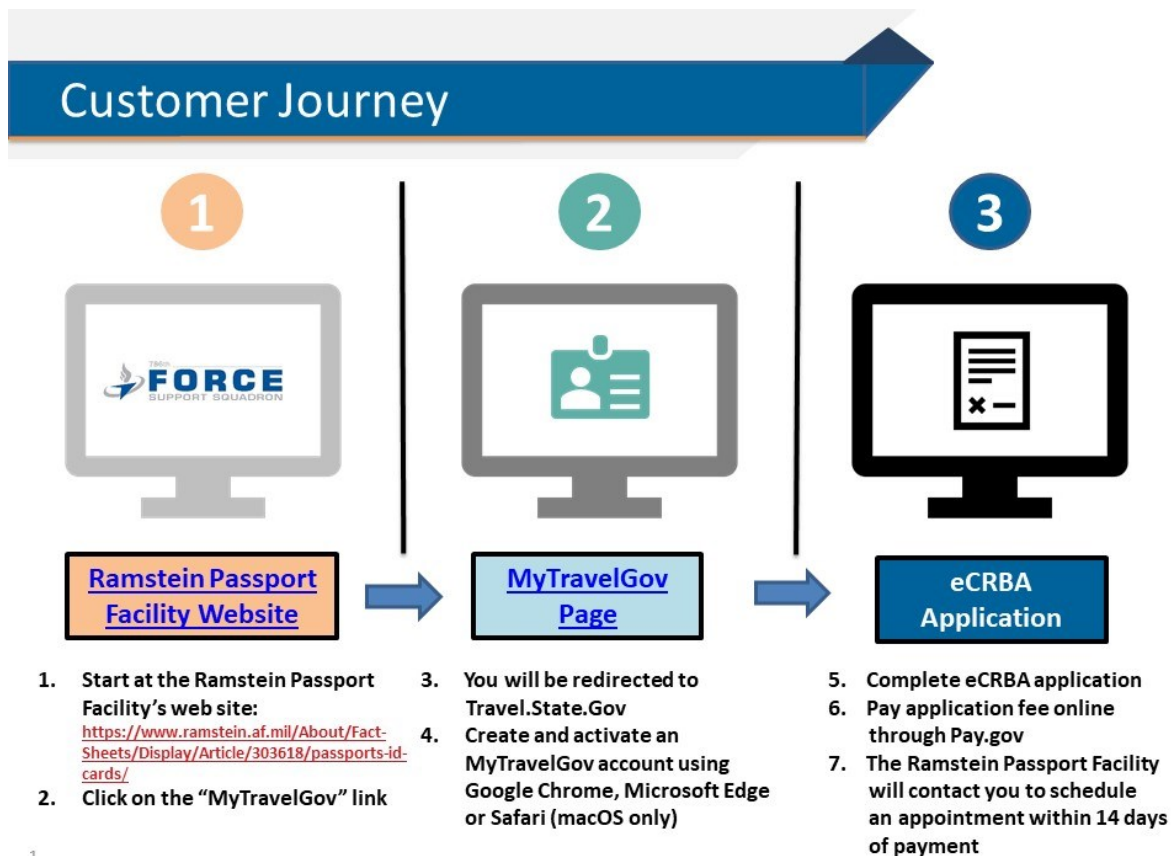 Customer Journey
1
2
3
786th
FORCE
SUPPORT SQUADRON
Ramstein Passport
Facility Website
MyTravelGov
Page
eCRBA
Application
1. Start at the Ramstein Passport
Facility's web site:
https://www.ramstein.af.mil/About/Fact-
Sheets/Display/Article/303618/passports-id-
cards/
2. Click on the “MyTravelGov” link
3. You will be redirected to
Travel.State.Gov
4. Create and activate an
MyTravelGov account using
Google Chrome, Microsoft Edge
or Safari (macOS only)
5. Complete eCRBA application
6. Pay application fee online
through Pay.gov
7. The Ramstein Passport Facility
will contact you to schedule
an appointment within 14 days
of payment
1